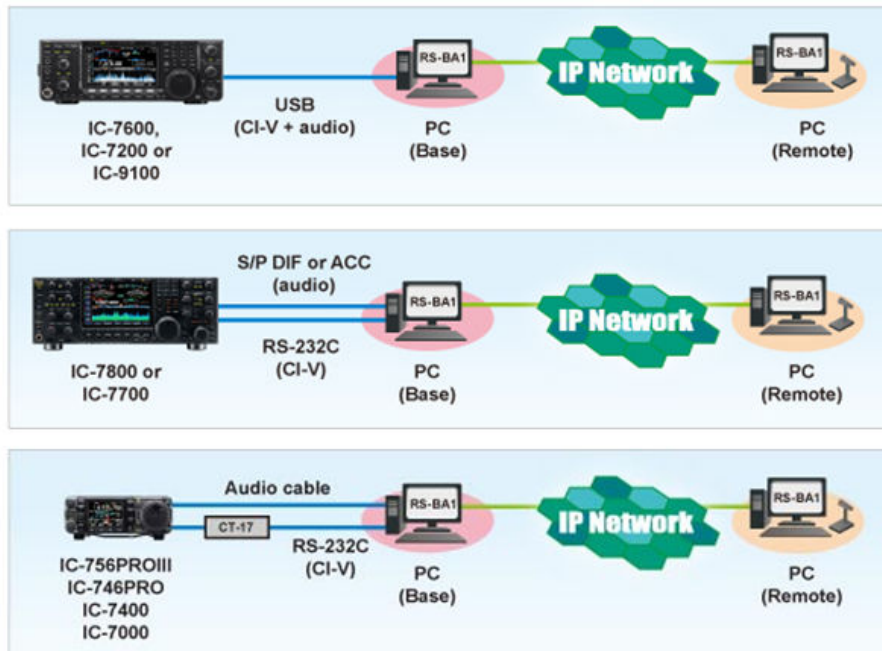 RS-BA1
IP Network
RS-BA1
USB
(CI-V + audio)
IC-7600,
IC-7200 or
IC-9100
PC
(Base)
PC
(Remote)
S/P DIF or ACC
(audio)
RS-BA1
IP Network
RS-BA1
RS-232C
(CI-V)
IC-7800 or
IC-7700
PC
(Base)
PC
(Remote)
Audio cable
RS-BA1
IP Network
RS-BA1
CT-17
RS-232C
(CI-V)
IC-756PROIII
IC-746PRO
IC-7400
IC-7000
PC
(Base)
PC
(Remote)